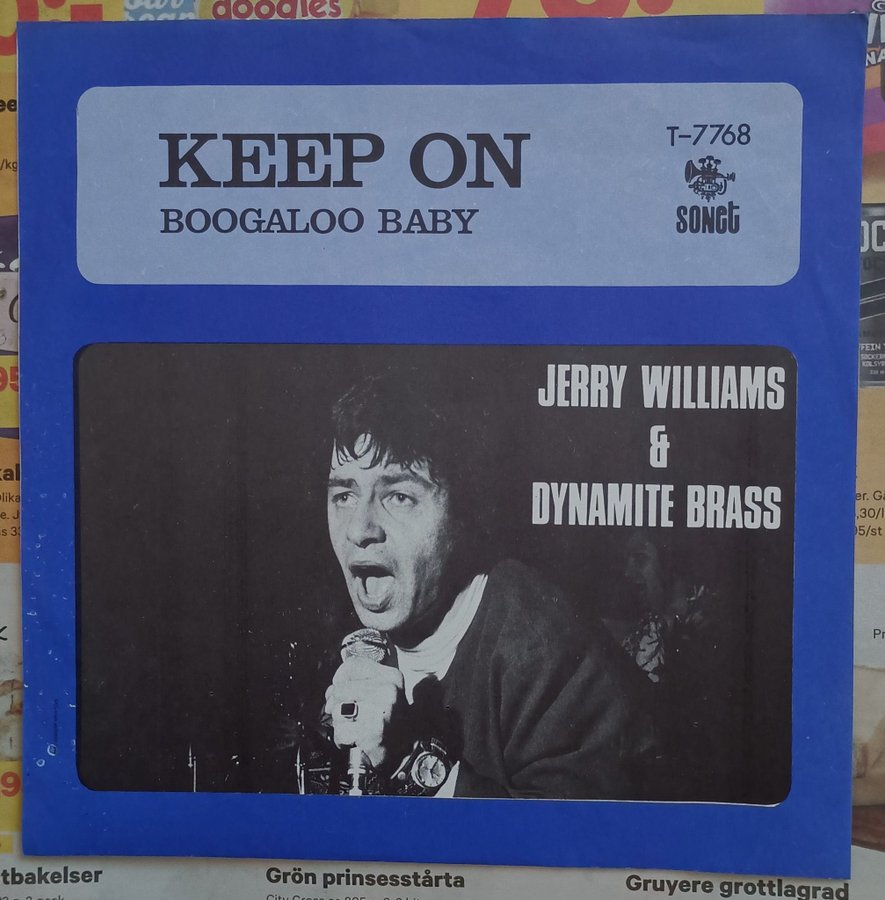 doodles
KEEP ON
T-7768
BOOGALOO BABY
SONET
JERRY WILLIAMS
&
DYNAMITE BRASS
tbakelser
Grön prinsesstårta
Gruyere grottlagrad